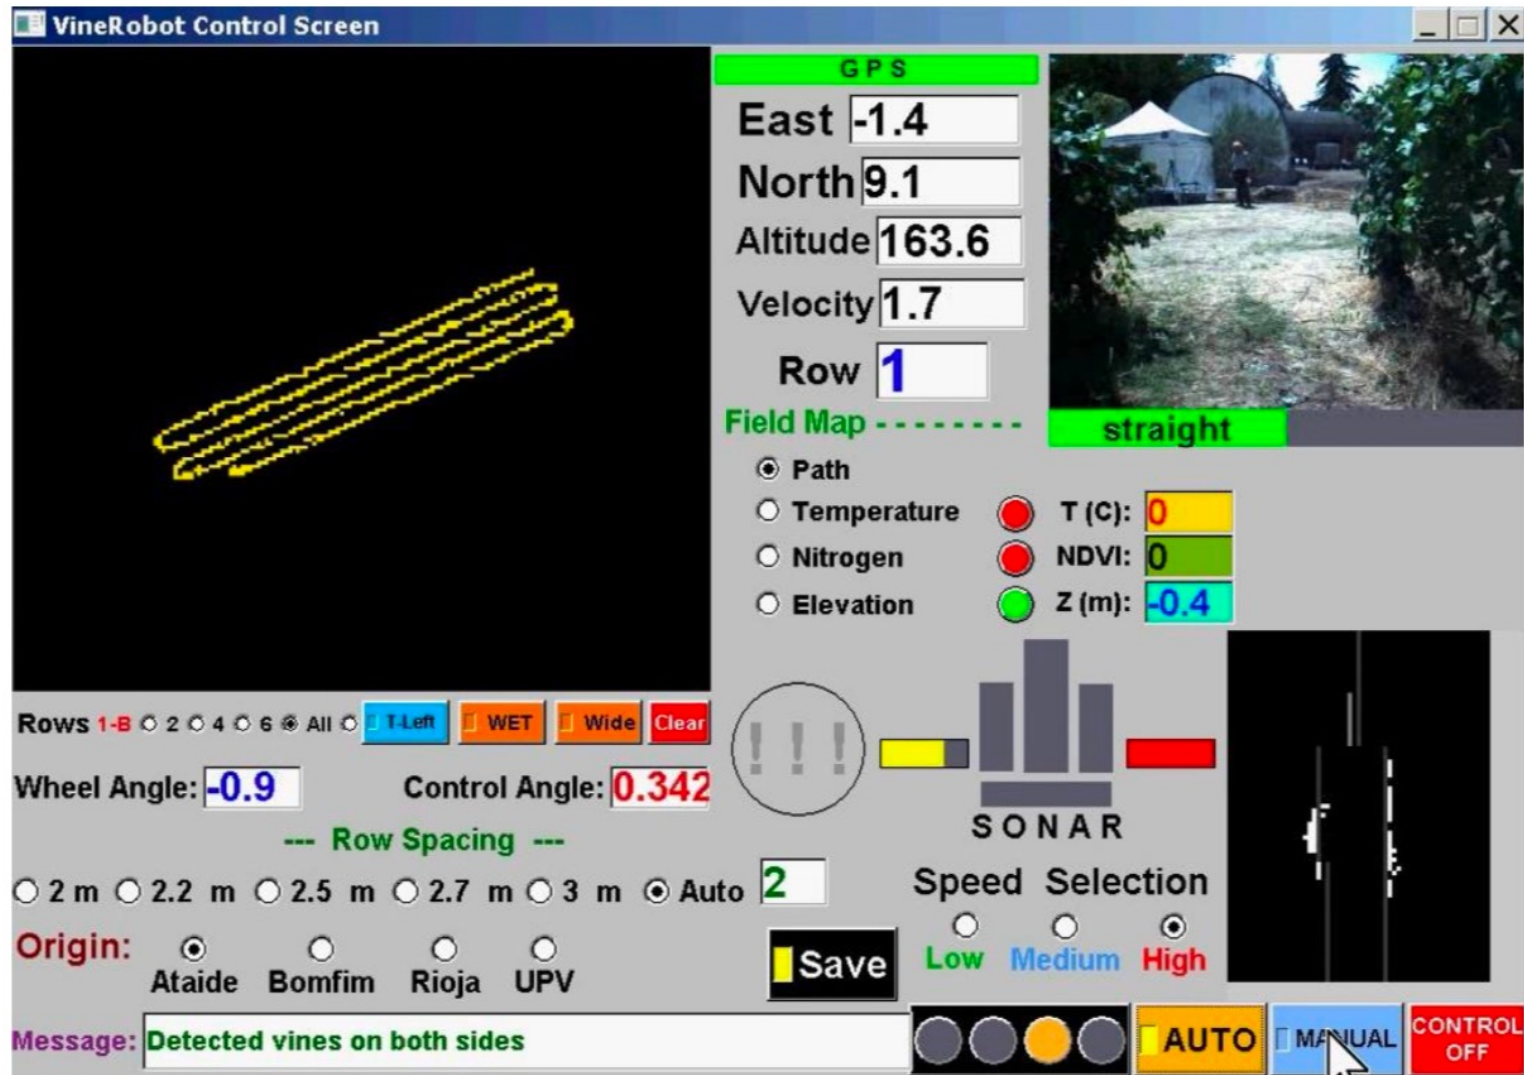 VineRobot Control Screen
GPS
East -1.4
North 9.1
Altitude 163.6
Velocity 1.7
Row 1
straight
Field Map - - - - - - - -
Path
Temperature T (C): 0
Nitrogen NDVI: 0
Elevation Z (m): -0.4
Rows 1-B 2 4 6 All T-Left WET Wide Clear
! ! !
Wheel Angle: -0.9 Control Angle: 0.342
SONAR
--- Row Spacing ---
2 m 2.2 m 2.5 m 2.7 m 3 m Auto 2
Speed Selection
Low Medium High
Origin:
Ataide Bomfim Rioja UPV
Save
Message: Detected vines on both sides
AUTO MANUAL CONTROL
OFF